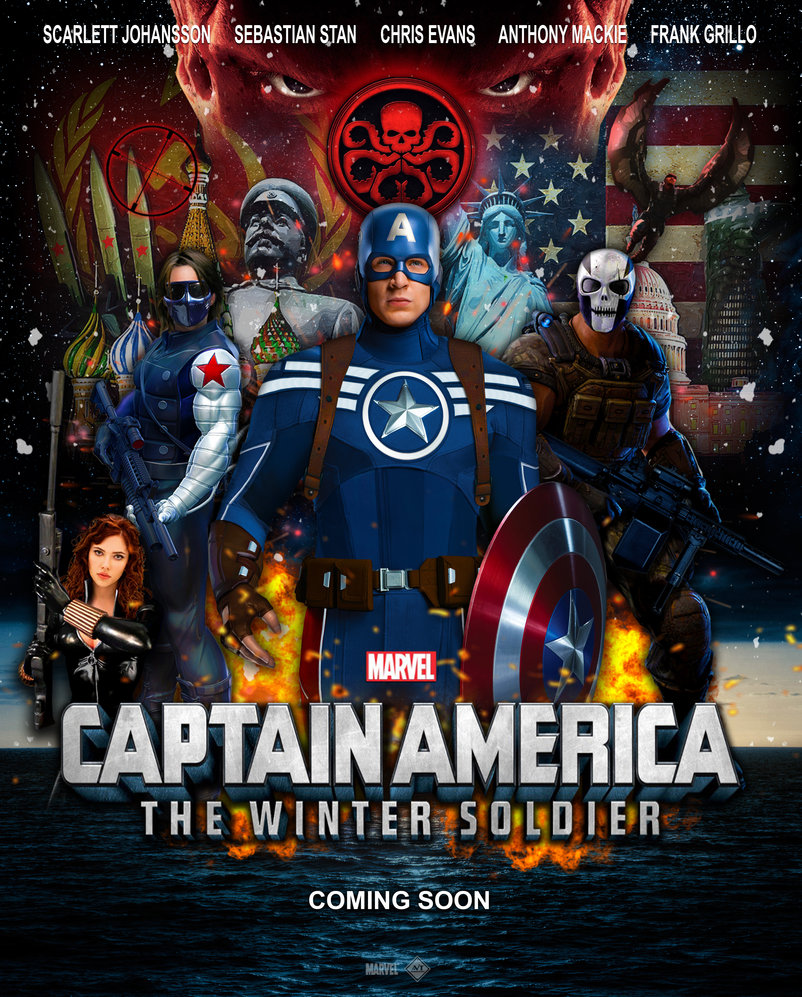 SCARLETT JOHANSSON SEBASTIAN STAN CHRIS EVANS ANTHONY MACKIE FRANK GRILLO
A
MARVEL
CAPTAIN AMERICA
THE WINTER SOLDIER
COMING SOON
MARVEL